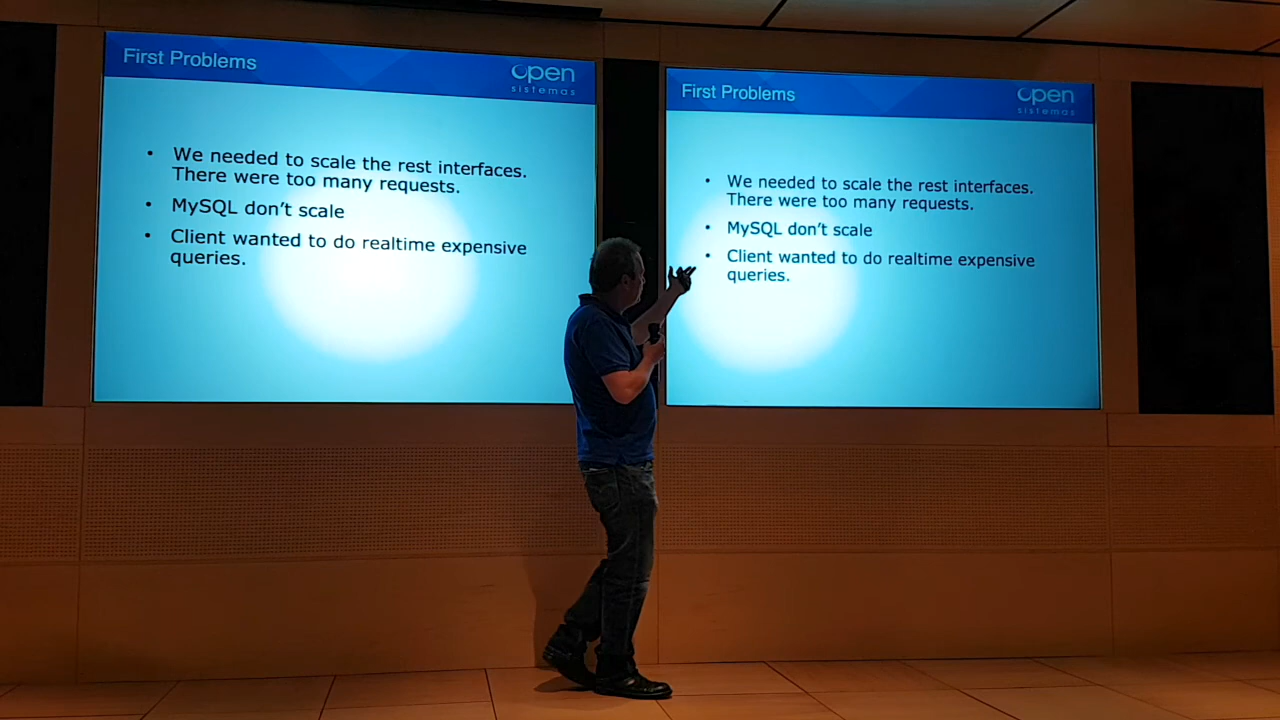 First Problems
open
sistemas
• We needed to scale the rest interfaces.
There were too many requests.
• MySQL don't scale
• Client wanted to do realtime expensive
queries.
First Problems
open
sistemas
• We needed to scale the rest interfaces.
There were too many requests.
• MySQL don't scale
• Client wanted to do realtime expensive
queries.